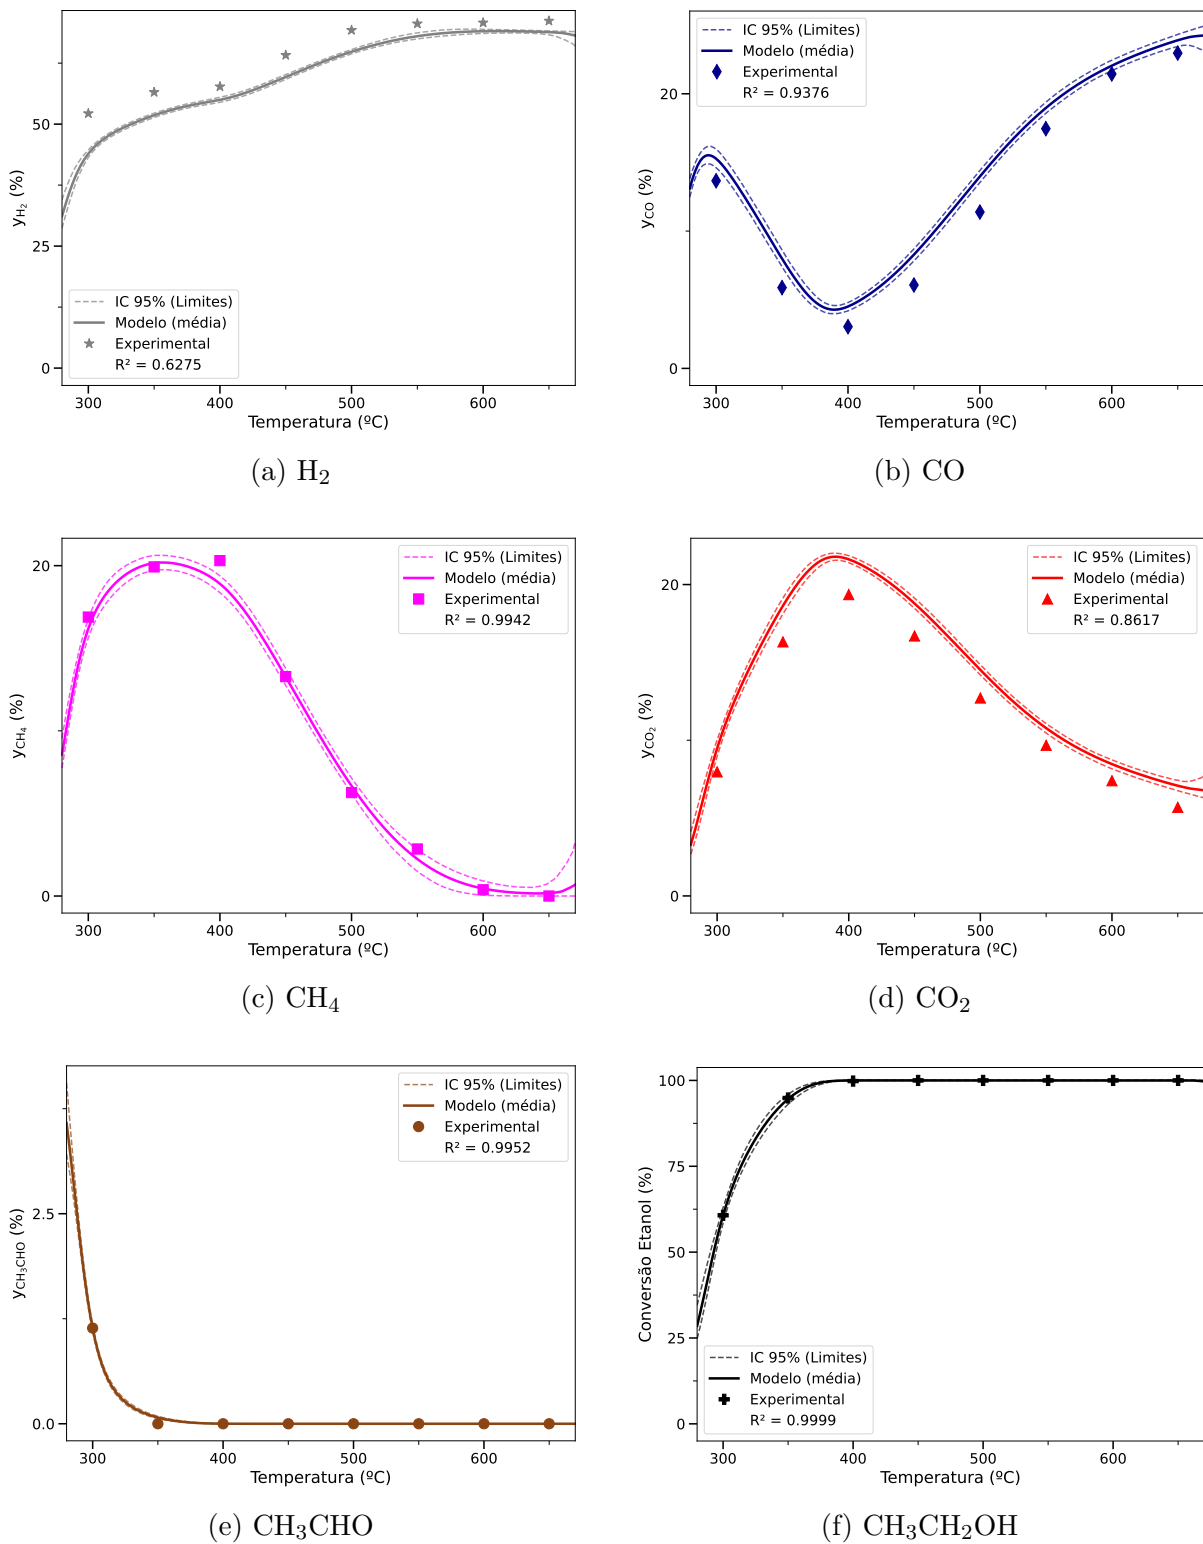 y_H₂ (%)
50
25
0
300
400
500
600
Temperatura (ºC)
IC 95% (Limites)
Modelo (média)
Experimental
R² = 0.6275
(a) H₂
y_CO (%)
20
0
300
400
500
600
Temperatura (ºC)
IC 95% (Limites)
Modelo (média)
Experimental
R² = 0.9376
(b) CO
y_CH₄ (%)
20
0
300
400
500
600
Temperatura (ºC)
IC 95% (Limites)
Modelo (média)
Experimental
R² = 0.9942
(c) CH₄
y_CO₂ (%)
20
0
300
400
500
600
Temperatura (ºC)
IC 95% (Limites)
Modelo (média)
Experimental
R² = 0.8617
(d) CO₂
y_CH₃CHO (%)
2.5
0.0
300
400
500
600
Temperatura (ºC)
IC 95% (Limites)
Modelo (média)
Experimental
R² = 0.9952
(e) CH₃CHO
Conversão Etanol (%)
100
75
50
25
0
300
400
500
600
Temperatura (ºC)
IC 95% (Limites)
Modelo (média)
Experimental
R² = 0.9999
(f) CH₃CH₂OH